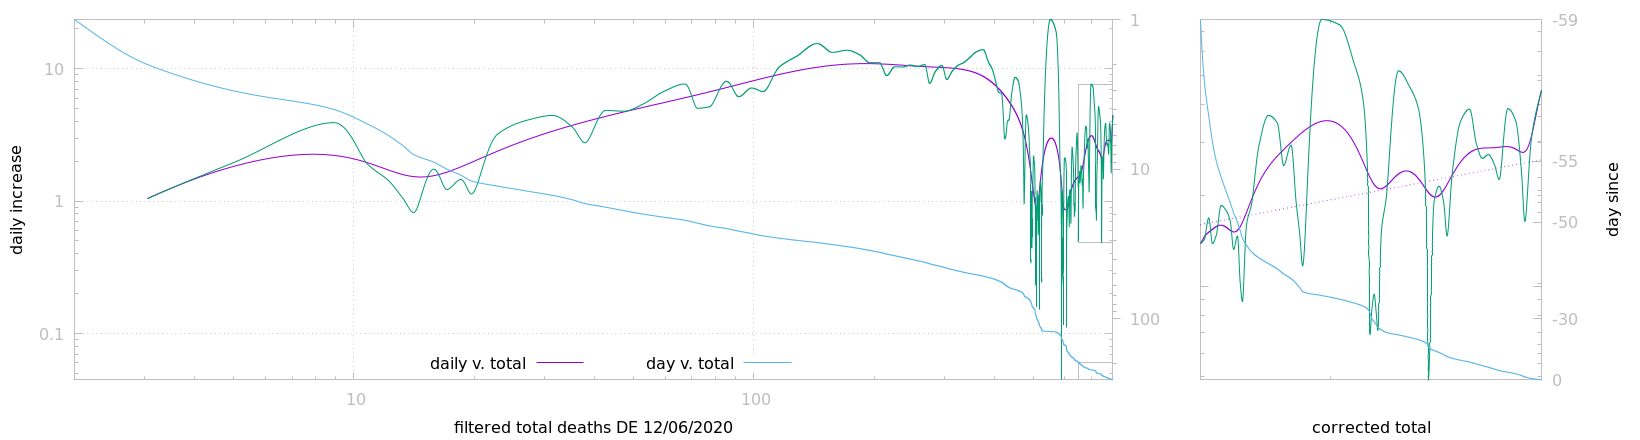 daily increase
10
1
0.1
daily v. total
day v. total
10
100
filtered total deaths DE 12/06/2020
1
10
100
-59
-55
-50
-30
0
day since
corrected total